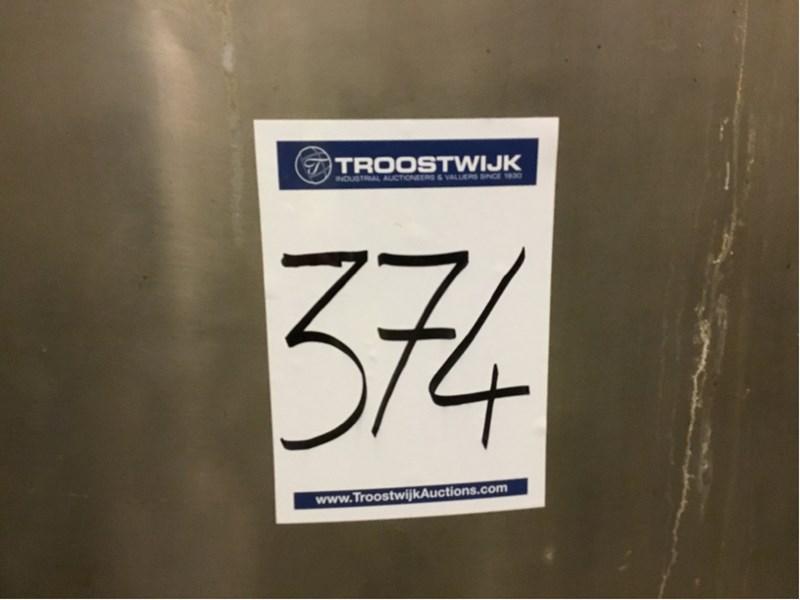 TROOSTWIJK
INDUSTRIAL AUCTIONEERS & VALUERS SINCE 1930
374
www.TroostwijkAuctions.com